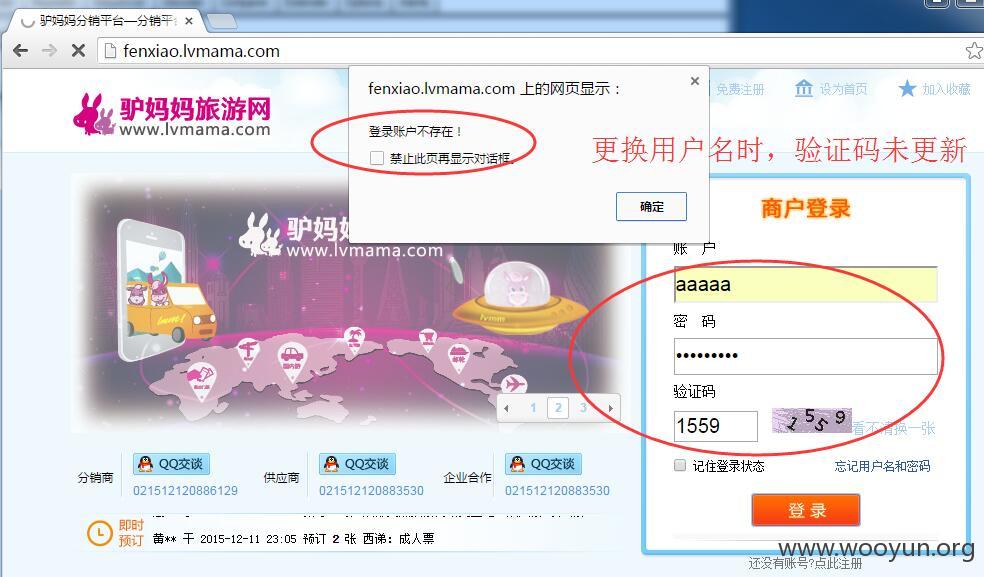 驴妈妈分销平台—分销平台
fenxiao.lvmama.com
驴妈妈旅游网
www.lvmama.com
fenxiao.lvmama.com 上的网页显示：
登录账户不存在！
禁止此页再显示对话框。
确定
免费注册
设为首页
加入收藏
更换用户名时，验证码未更新
驴妈妈
www.lvmama.com
lvmm
1 2 3
商户登录
账 户
aaaaa
密 码
•••••••••
验证码
1559
1559
看不清换一张
记住登录状态
忘记用户名和密码
登 录
还没有账号?点此注册
分销商
QQ交谈
021512120886129
供应商
QQ交谈
021512120883530
企业合作
QQ交谈
021512120883530
即时
预订
黄** 于 2015-12-11 23:05 预订 2 张 西递：成人票
www.wooyun.org